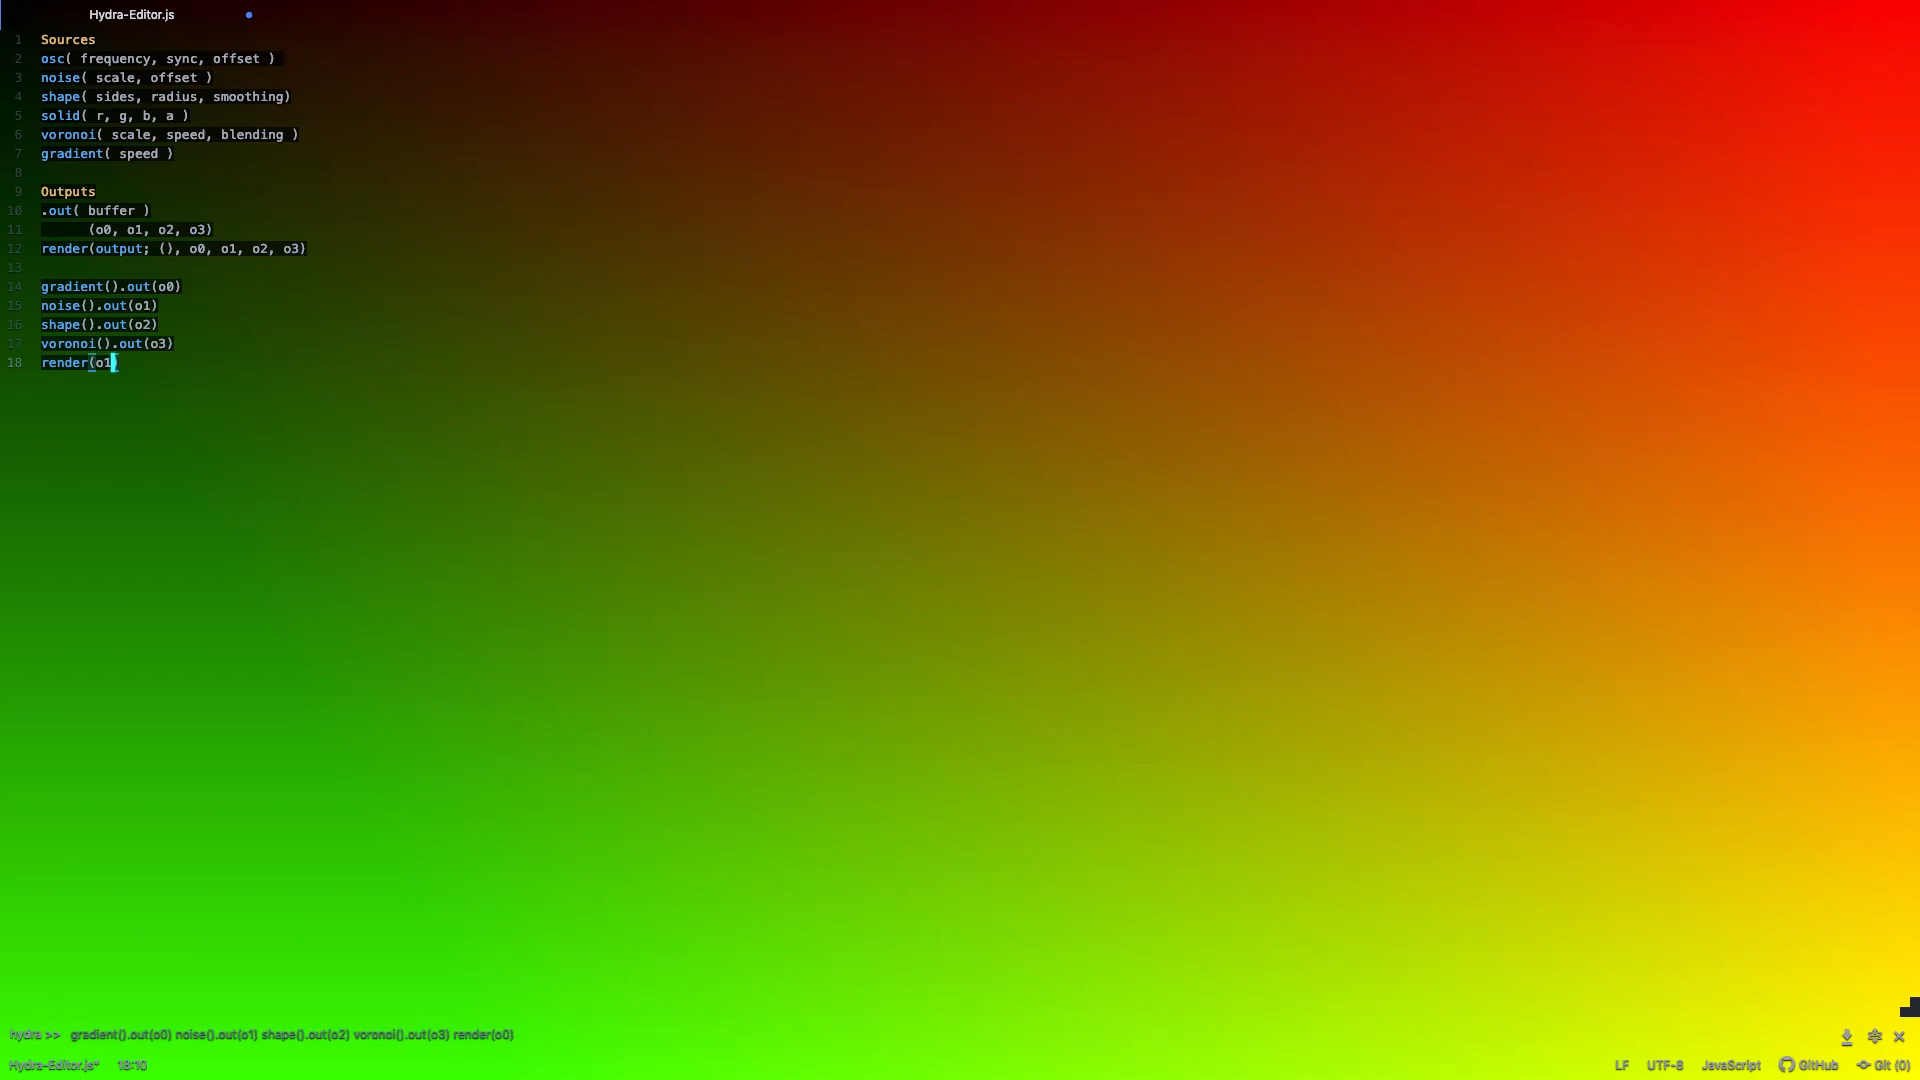 Hydra-Editor.js
1 Sources
2 osc( frequency, sync, offset )
3 noise( scale, offset )
4 shape( sides, radius, smoothing)
5 solid( r, g, b, a )
6 voronoi( scale, speed, blending )
7 gradient( speed )
8
9 Outputs
10 .out( buffer )
11 (o0, o1, o2, o3)
12 render(output; (), o0, o1, o2, o3)
13
14 gradient().out(o0)
15 noise().out(o1)
16 shape().out(o2)
17 voronoi().out(o3)
18 render(o1)
hydra >> gradient().out(o0) noise().out(o1) shape().out(o2) voronoi().out(o3) render(o0)
Hydra-Editor.js* 18:10 LF UTF-8 JavaScript GitHub Git (0)